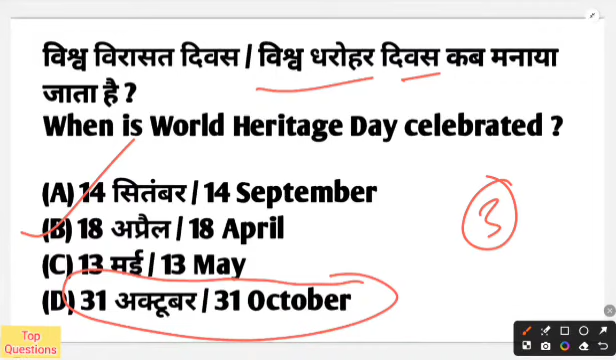 विश्व विरासत दिवस / विश्व धरोहर दिवस कब मनाया
जाता है ?
When is World Heritage Day celebrated ?
(A) 14 सितंबर / 14 September
(B) 18 अप्रैल / 18 April
(C) 13 मई / 13 May
(D) 31 अक्टूबर / 31 October
3
Top
Questions